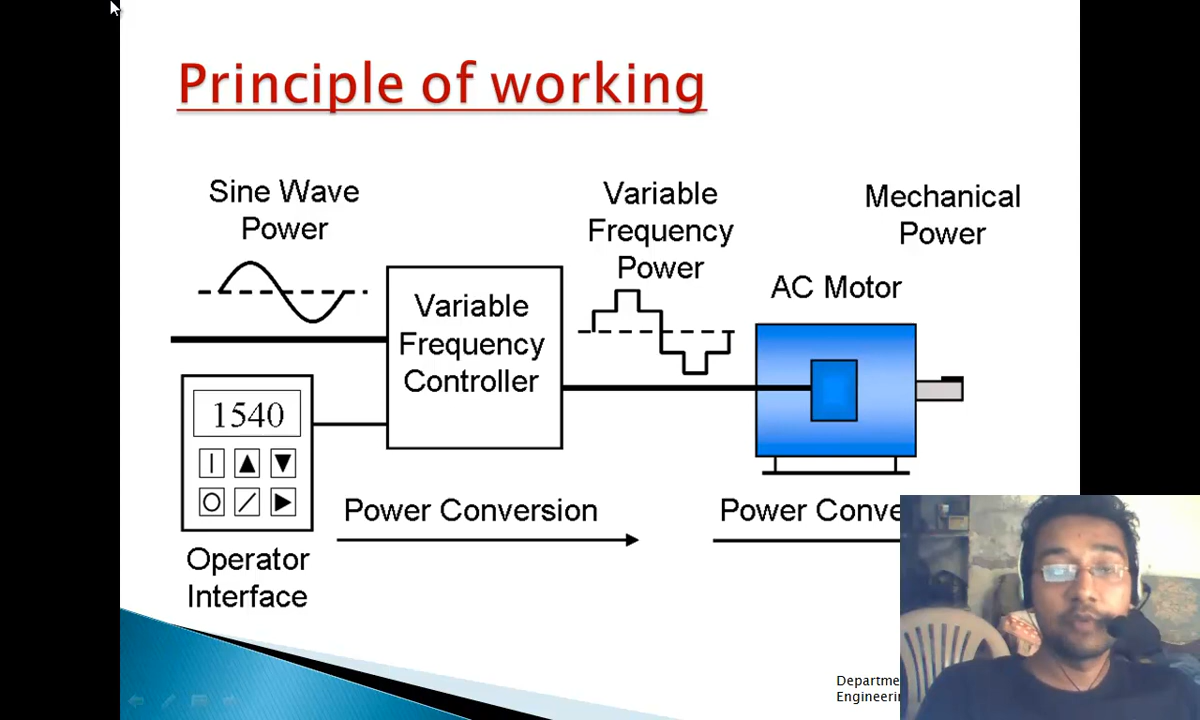 Principle of working
Sine Wave
Power
Variable
Frequency
Power
Mechanical
Power
AC Motor
Variable
Frequency
Controller
1540
Power Conversion
Power Conve
Operator
Interface
Departme
Engineerin